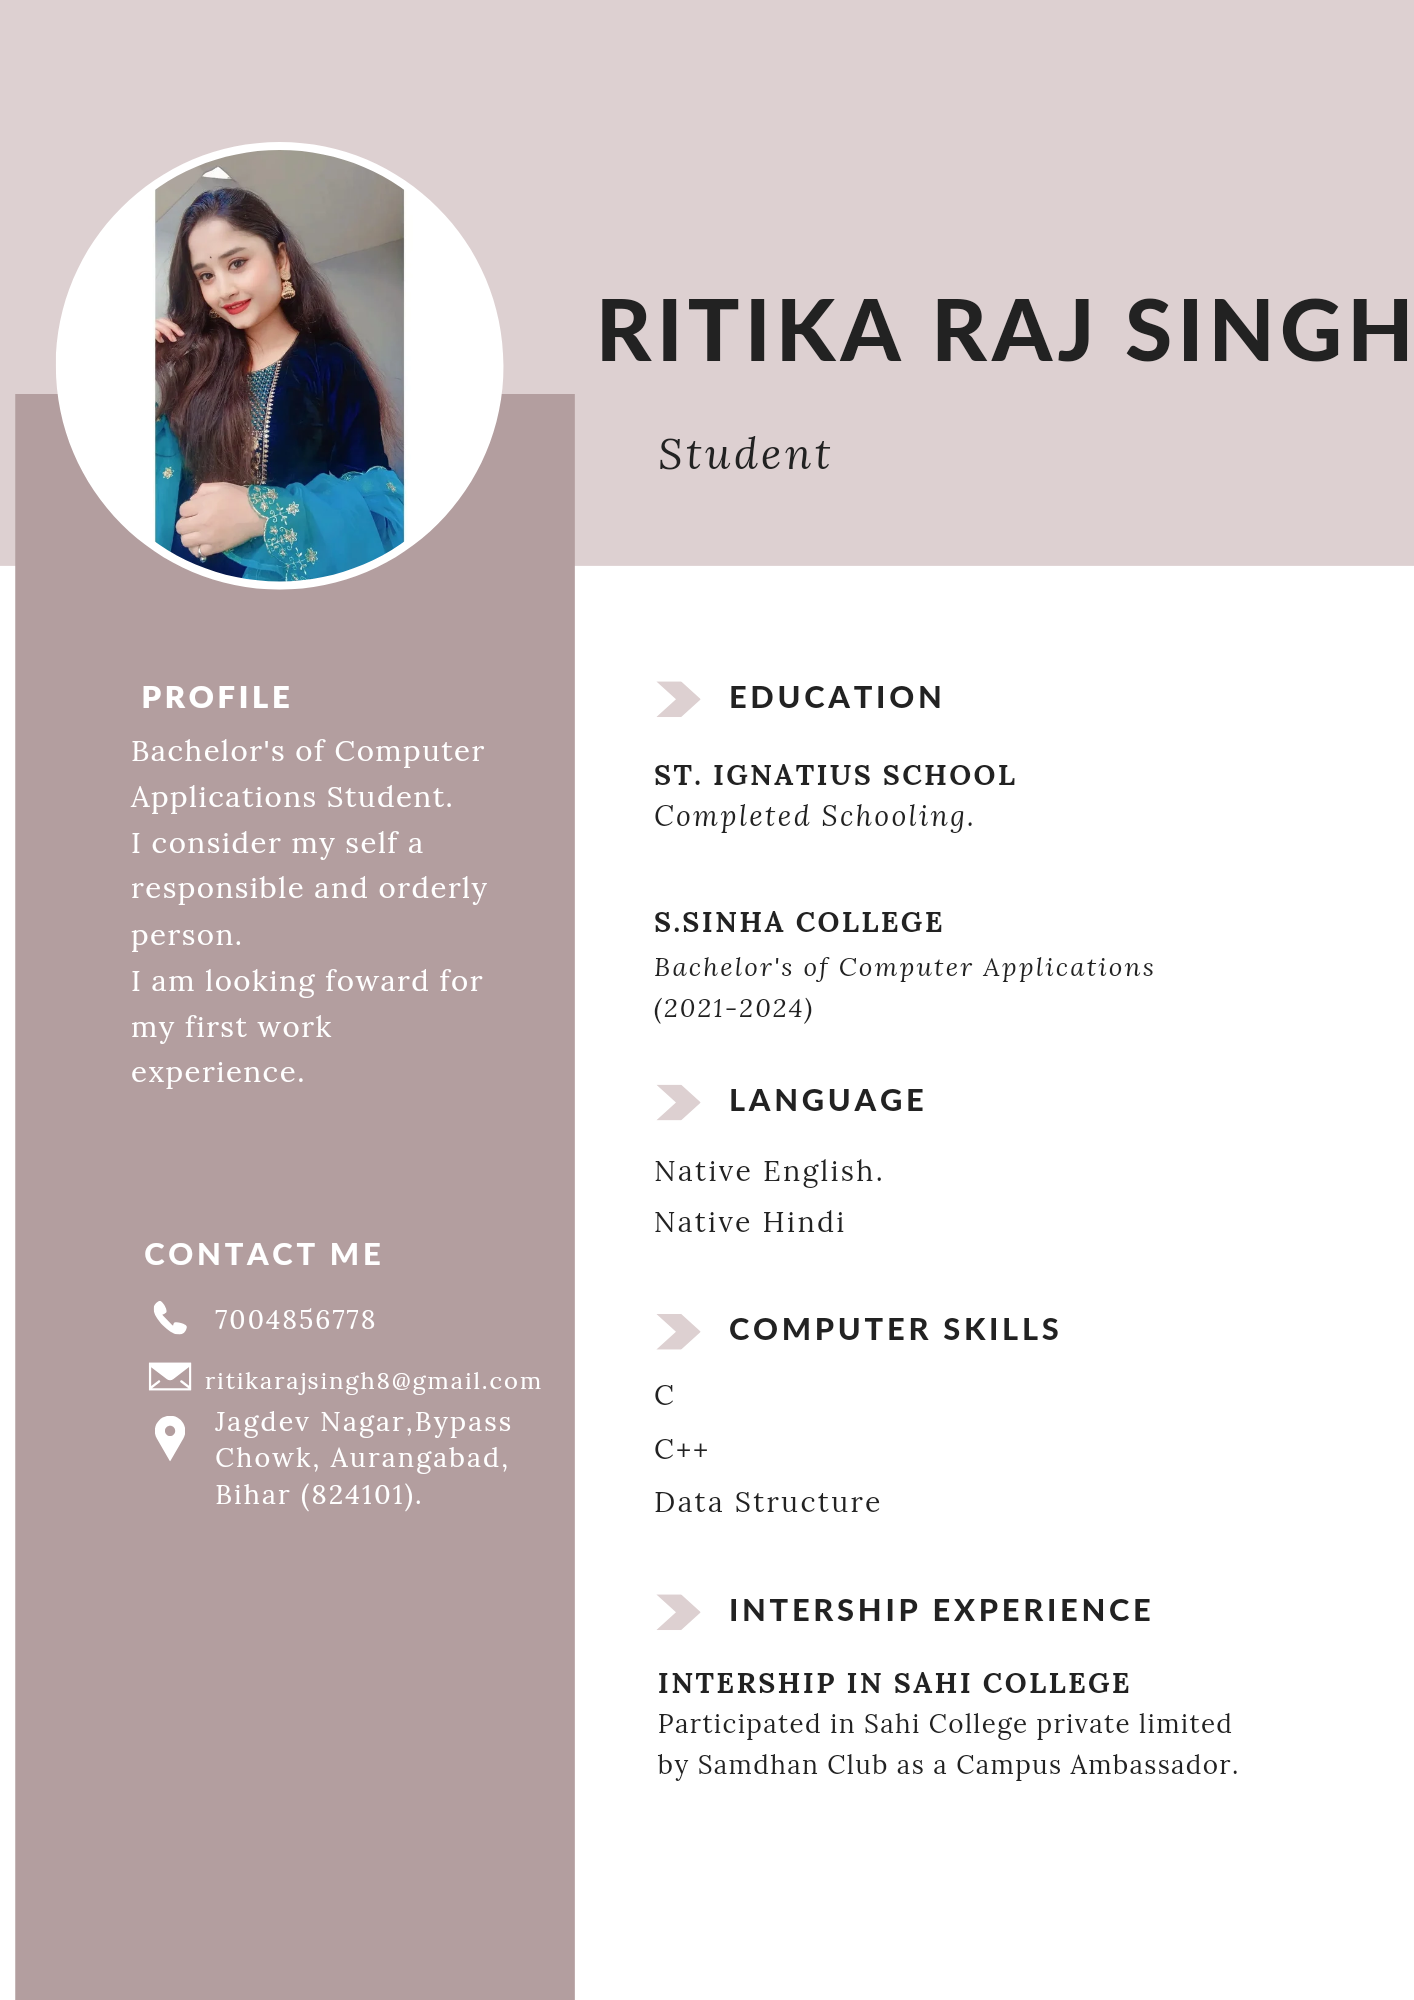 RITIKA RAJ SINGH
Student
PROFILE
Bachelor's of Computer
Applications Student.
I consider my self a
responsible and orderly
person.
I am looking foward for
my first work
experience.
CONTACT ME
7004856778
ritikarajsingh8@gmail.com
Jagdev Nagar,Bypass
Chowk, Aurangabad,
Bihar (824101).
EDUCATION
ST. IGNATIUS SCHOOL
Completed Schooling.
S.SINHA COLLEGE
Bachelor's of Computer Applications
(2021-2024)
LANGUAGE
Native English.
Native Hindi
COMPUTER SKILLS
C
C++
Data Structure
INTERSHIP EXPERIENCE
INTERSHIP IN SAHI COLLEGE
Participated in Sahi College private limited
by Samdhan Club as a Campus Ambassador.